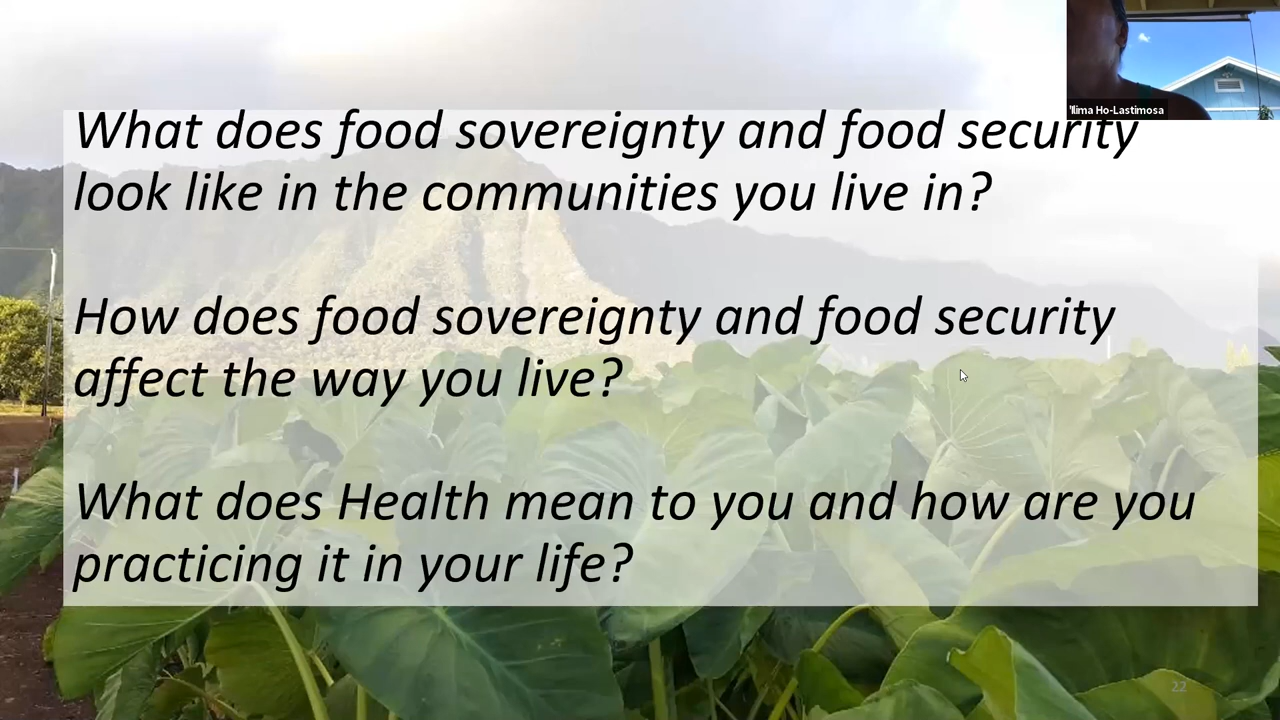 'Ilima Ho-Lastimosa
What does food sovereignty and food security
look like in the communities you live in?
How does food sovereignty and food security
affect the way you live?
What does Health mean to you and how are you
practicing it in your life?
22